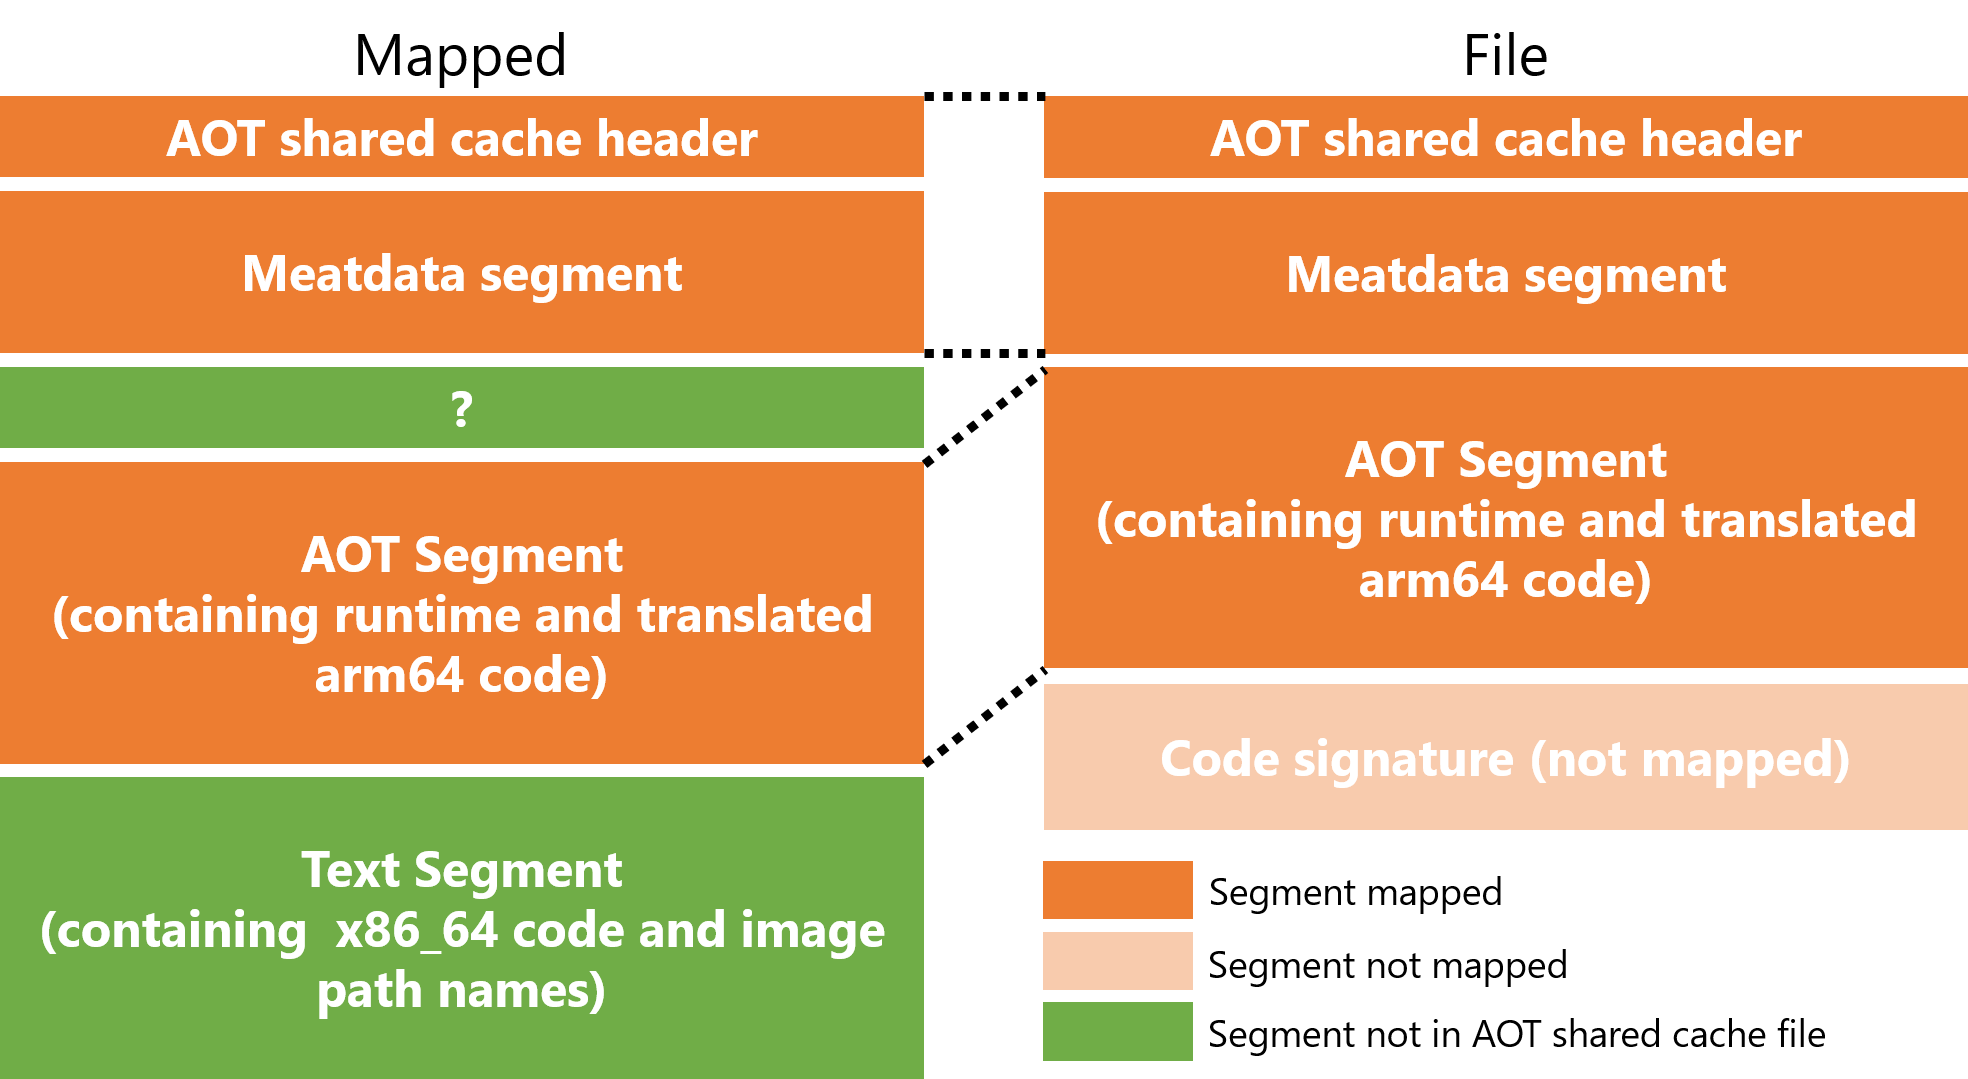 Mapped
AOT shared cache header
Meatdata segment
?
AOT Segment
(containing runtime and translated
arm64 code)
Text Segment
(containing  x86_64 code and image
path names)
File
AOT shared cache header
Meatdata segment
AOT Segment
(containing runtime and translated
arm64 code)
Code signature (not mapped)
Segment mapped
Segment not mapped
Segment not in AOT shared cache file